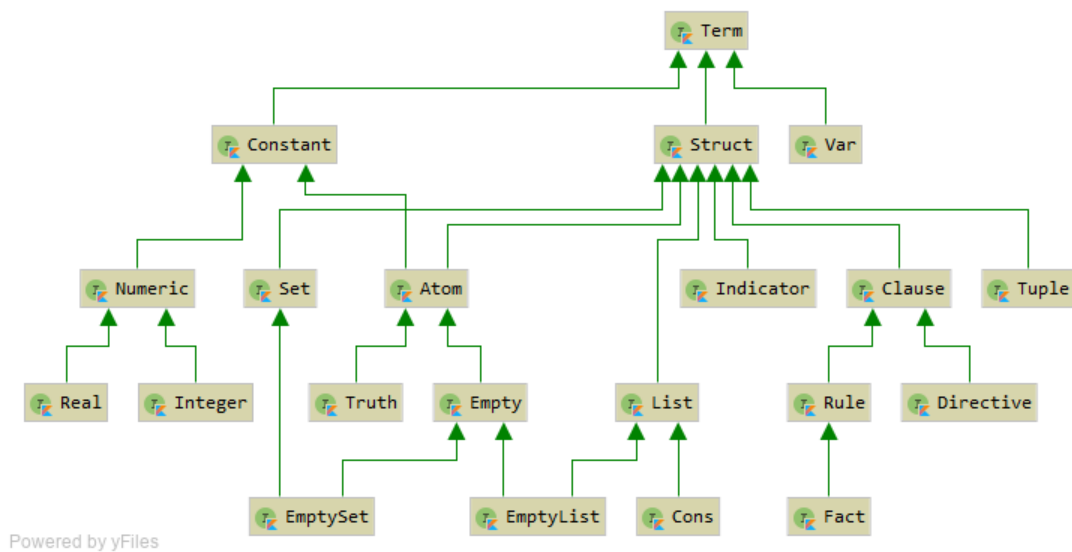 Term
Constant
Struct
Var
Numeric
Set
Atom
Indicator
Clause
Tuple
Real
Integer
Truth
Empty
List
Rule
Directive
EmptySet
EmptyList
Cons
Fact
Powered by yFiles